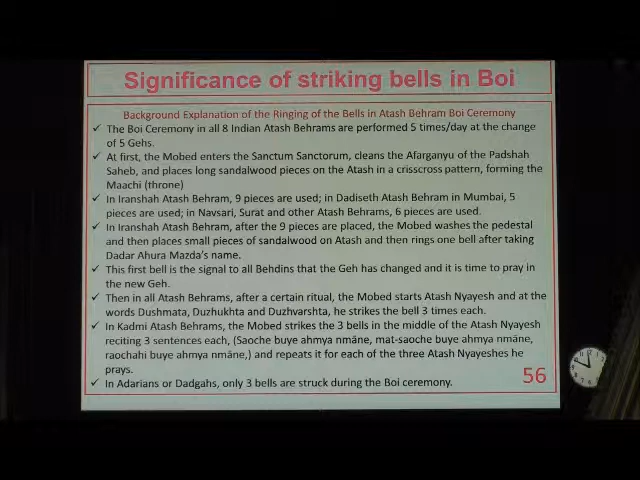 Significance of striking bells in Boi
Background Explanation of the Ringing of the Bells in Atash Behram Boi Ceremony
✓ The Boi Ceremony in all 8 Indian Atash Behrams are performed 5 times/day at the change
of 5 Gehs.
✓ At first, the Mobed enters the Sanctum Sanctorum, cleans the Afarganyu of the Padshah
Saheb, and places long sandalwood pieces on the Atash in a crisscross pattern, forming the
Maachi (throne)
✓ In Iranshah Atash Behram, 9 pieces are used; in Dadiseth Atash Behram in Mumbai, 5
pieces are used; in Navsari, Surat and other Atash Behrams, 6 pieces are used.
✓ In Iranshah Atash Behram, after the 9 pieces are placed, the Mobed washes the pedestal
and then places small pieces of sandalwood on Atash and then rings one bell after taking
Dadar Ahura Mazda's name.
✓ This first bell is the signal to all Behdins that the Geh has changed and it is time to pray in
the new Geh.
✓ Then in all Atash Behrams, after a certain ritual, the Mobed starts Atash Nyayesh and at the
words Dushmata, Duzhukhta and Duzhvarshta, he strikes the bell 3 times each.
✓ In Kadmi Atash Behrams, the Mobed strikes the 3 bells in the middle of the Atash Nyayesh
reciting 3 sentences each, (Saoche buye ahmya nmāne, mat-saoche buye ahmya nmāne,
raochahi buye ahmya nmāne,) and repeats it for each of the three Atash Nyayeshes he
prays.
✓ In Adarians or Dadgahs, only 3 bells are struck during the Boi ceremony.
56